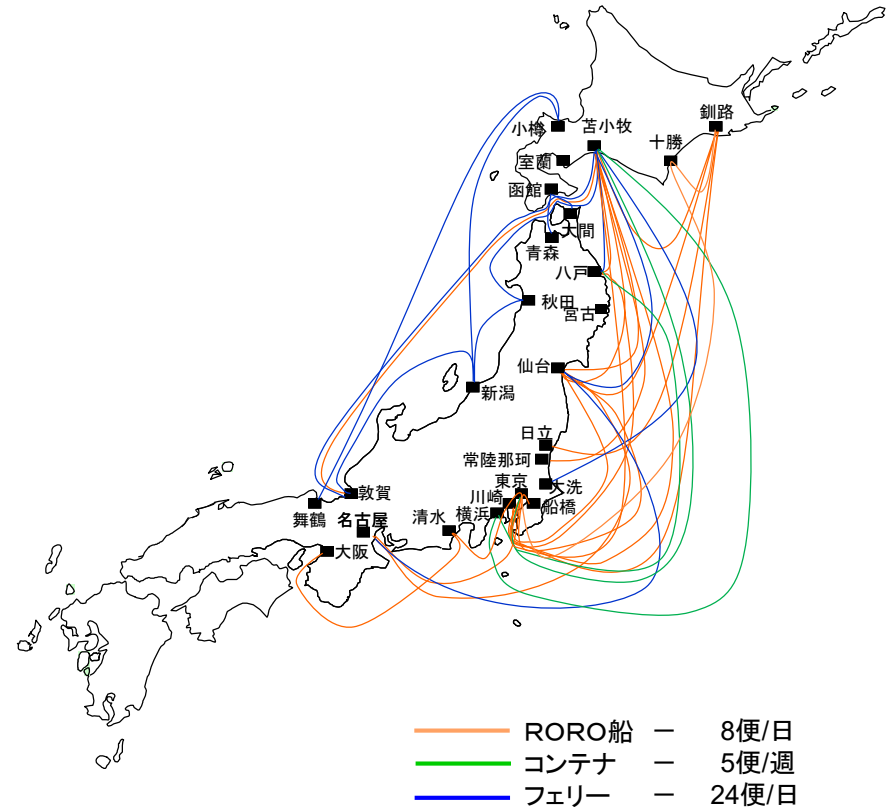 釧路
苫小牧
小樽
十勝
室蘭
函館
大間
青森
八戸
秋田
宮古
仙台
新潟
日立
常陸那珂
東京
大洗
川崎
船橋
敦賀
横浜
舞鶴
名古屋
清水
大阪
RORO船 － 8便/日
コンテナ － 5便/週
フェリー － 24便/日